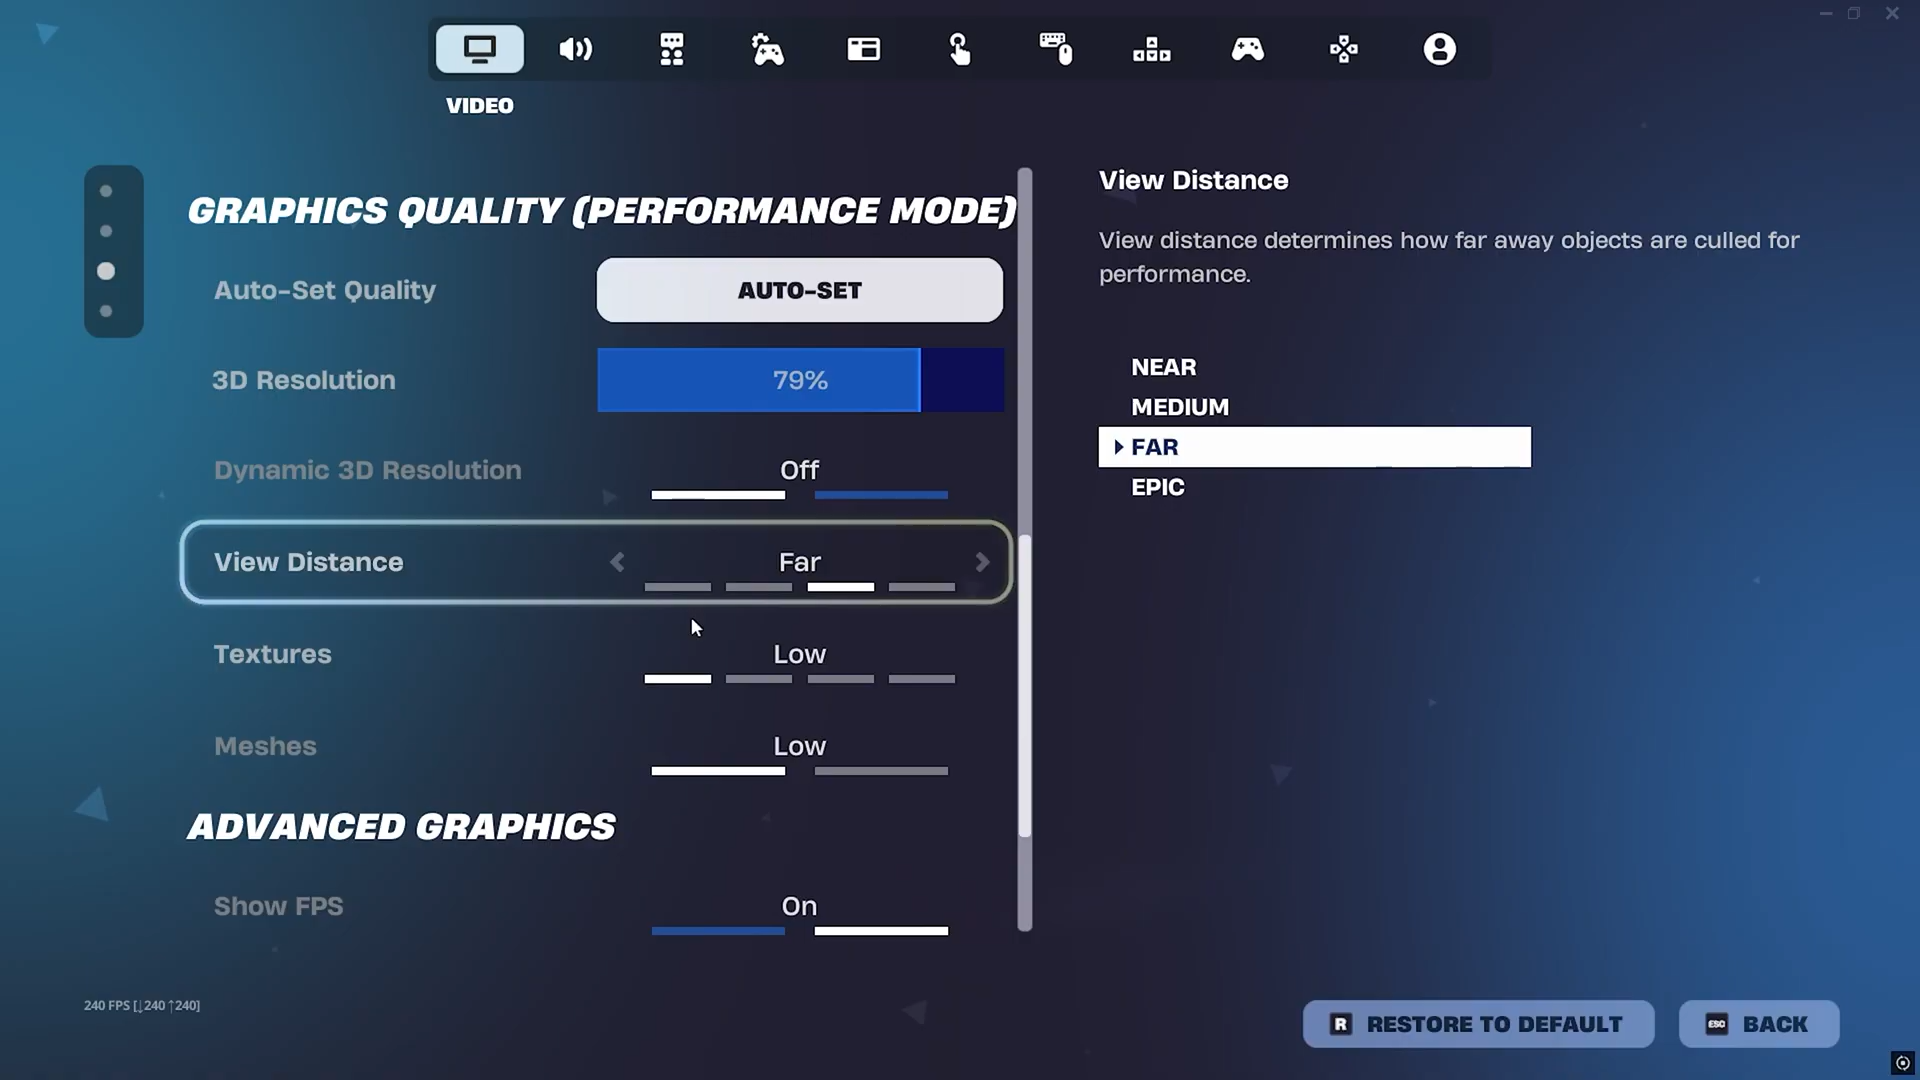 VIDEO
GRAPHICS QUALITY (PERFORMANCE MODE)
Auto-Set Quality
AUTO-SET
3D Resolution
79%
Dynamic 3D Resolution
Off
View Distance
Far
Textures
Low
Meshes
Low
ADVANCED GRAPHICS
Show FPS
On
View Distance
View distance determines how far away objects are culled for
performance.
NEAR
MEDIUM
FAR
EPIC
240 FPS [↓240 ↑240]
R RESTORE TO DEFAULT
ESC BACK